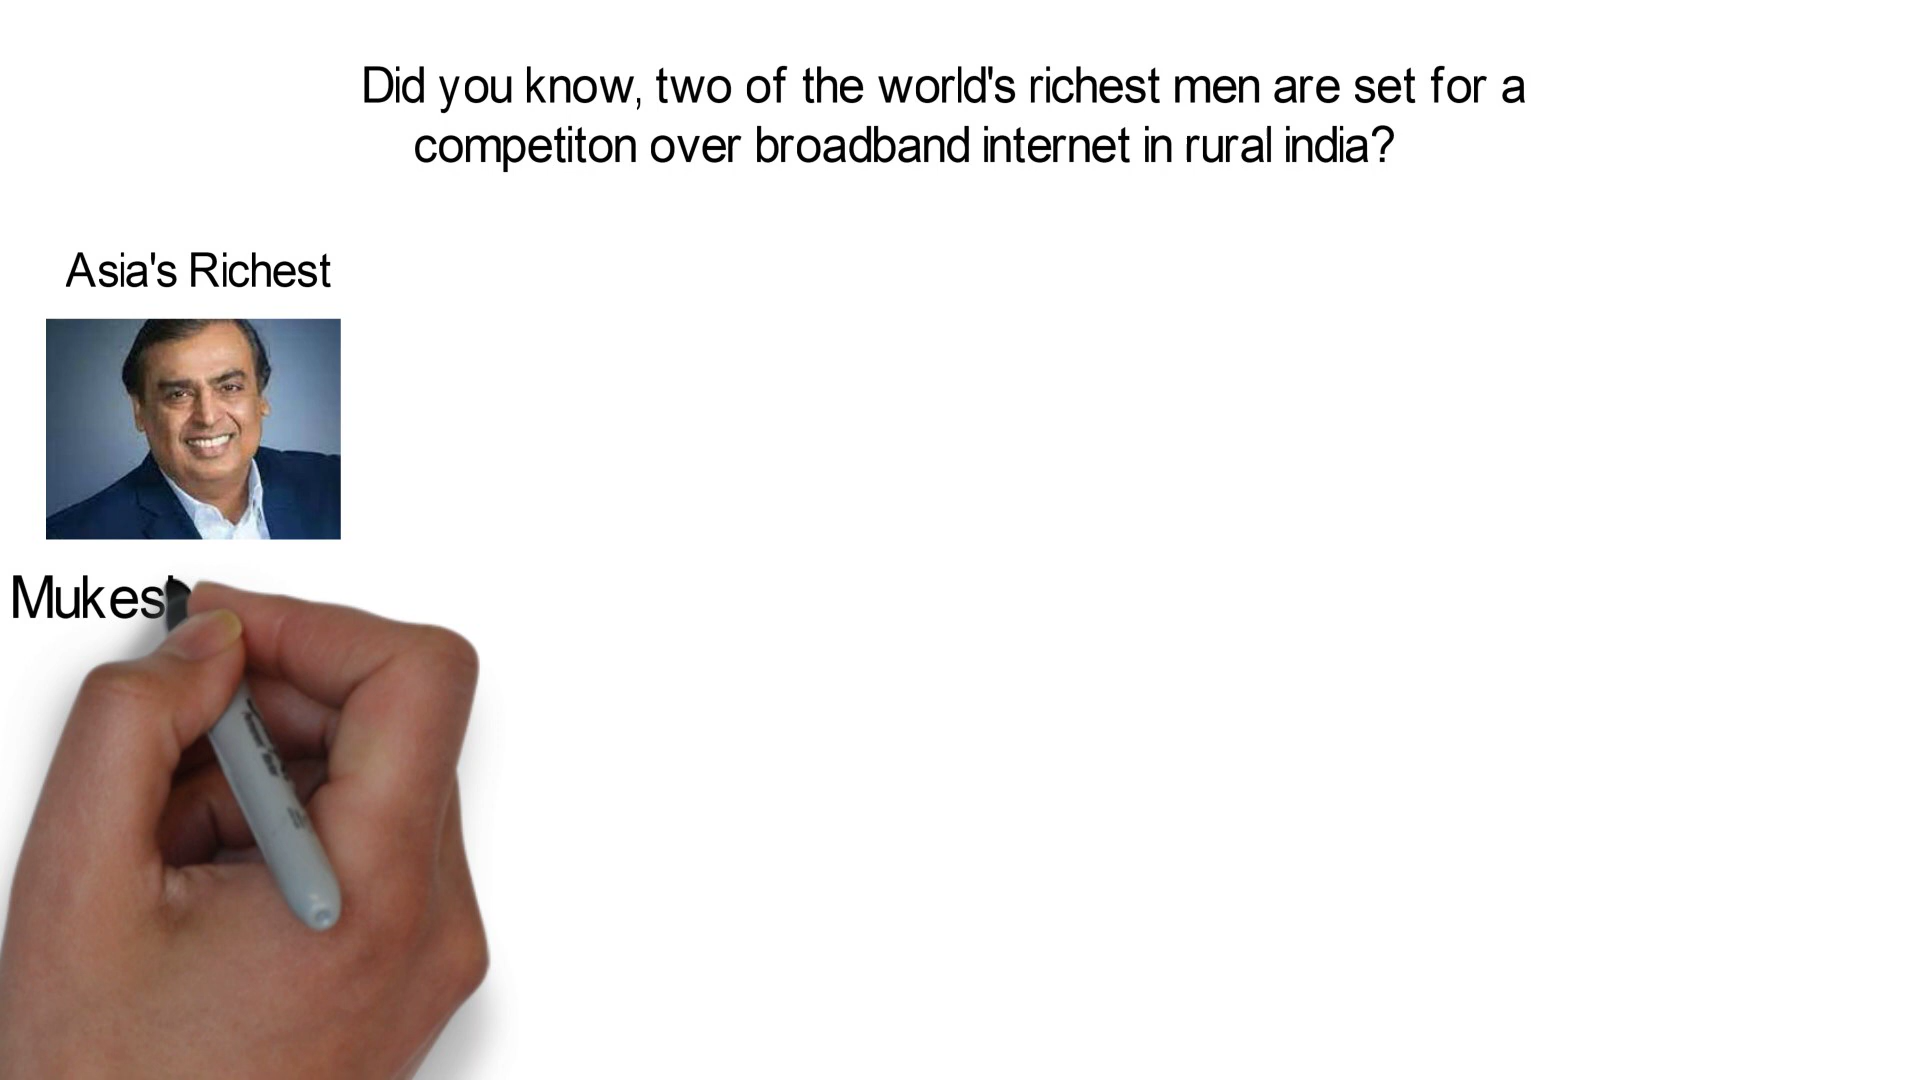 Did you know, two of the world's richest men are set for a
competiton over broadband internet in rural india?
Asia's Richest
Mukes